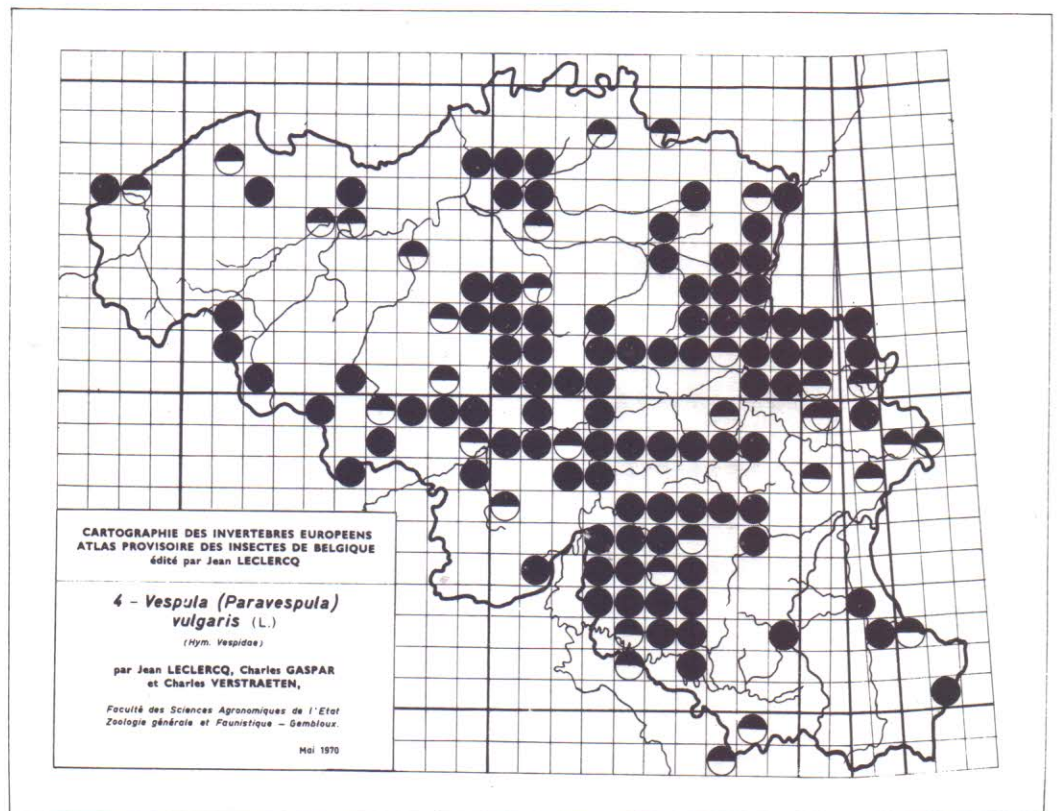 CARTOGRAPHIE DES INVERTEBRES EUROPEENS
ATLAS PROVISOIRE DES INSECTES DE BELGIQUE
édité par Jean LECLERCQ
4 - Vespula (Paravespula)
vulgaris (L.)
(Hym. Vespidae)
par Jean LECLERCQ, Charles GASPAR
et Charles VERSTRAETEN,
Faculté des Sciences Agronomiques de l'Etat
Zoologie générale et Faunistique – Gembloux.
Mai 1970